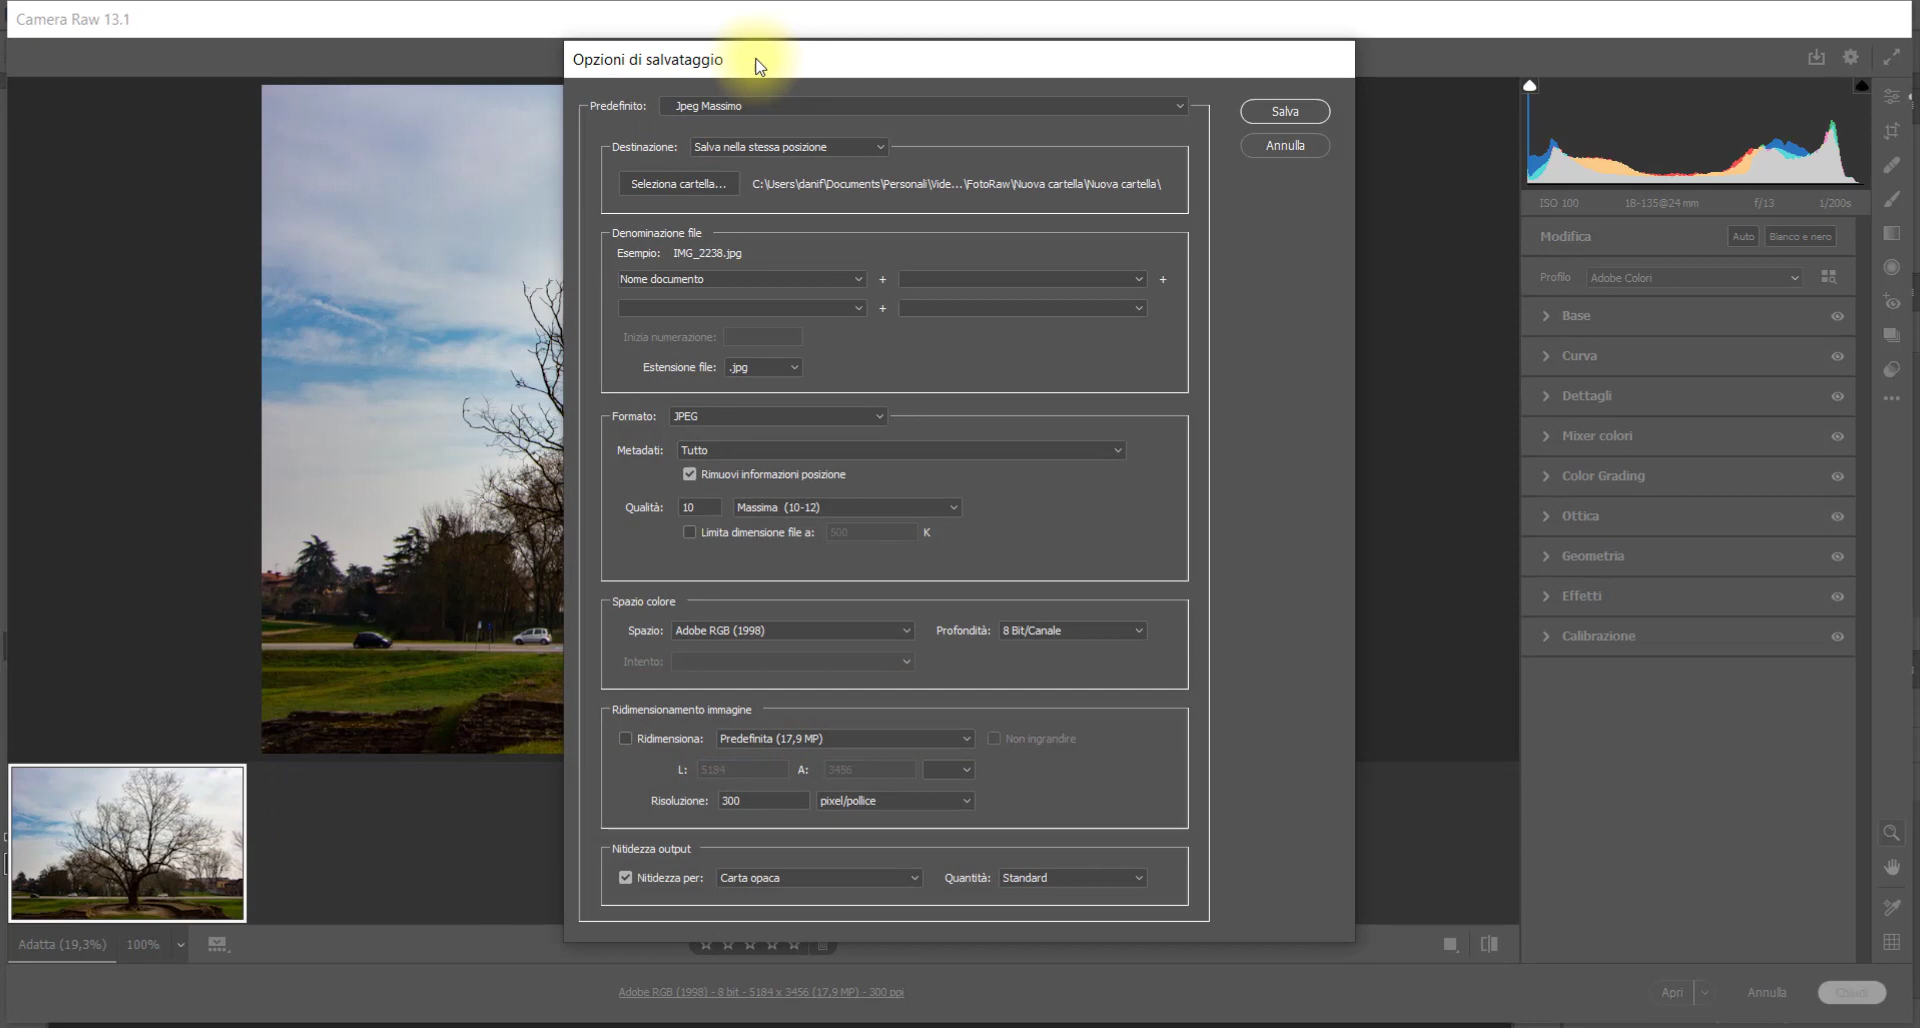 Camera Raw 13.1
Opzioni di salvataggio
Predefinito: Jpeg Massimo
Salva
Annulla
Destinazione: Salva nella stessa posizione
Seleziona cartella... C:\Users\danif\Documents\Personali\Vide...\FotoRaw\Nuova cartella\Nuova cartella\
Denominazione file
Esempio: IMG_2238.jpg
Nome documento + +
+
Inizia numerazione:
Estensione file: .jpg
Formato: JPEG
Metadati: Tutto
Rimuovi informazioni posizione
Qualità: 10 Massima (10-12)
Limita dimensione file a: 500 K
Spazio colore
Spazio: Adobe RGB (1998) Profondità: 8 Bit/Canale
Intento:
Ridimensionamento immagine
Ridimensiona: Predefinita (17,9 MP) Non ingrandire
L: 5184 A: 3456
Risoluzione: 300 pixel/pollice
Nitidezza output
Nitidezza per: Carta opaca Quantità: Standard
ISO 100 18-135@24 mm f/13 1/200s
Modifica Auto Bianco e nero
Profilo Adobe Colori
Base
Curva
Dettagli
Mixer colori
Color Grading
Ottica
Geometria
Effetti
Calibrazione
Adatta (19,3%) 100%
Adobe RGB (1998) - 8 bit - 5184 x 3456 (17,9 MP) - 300 ppi
Apri Annulla